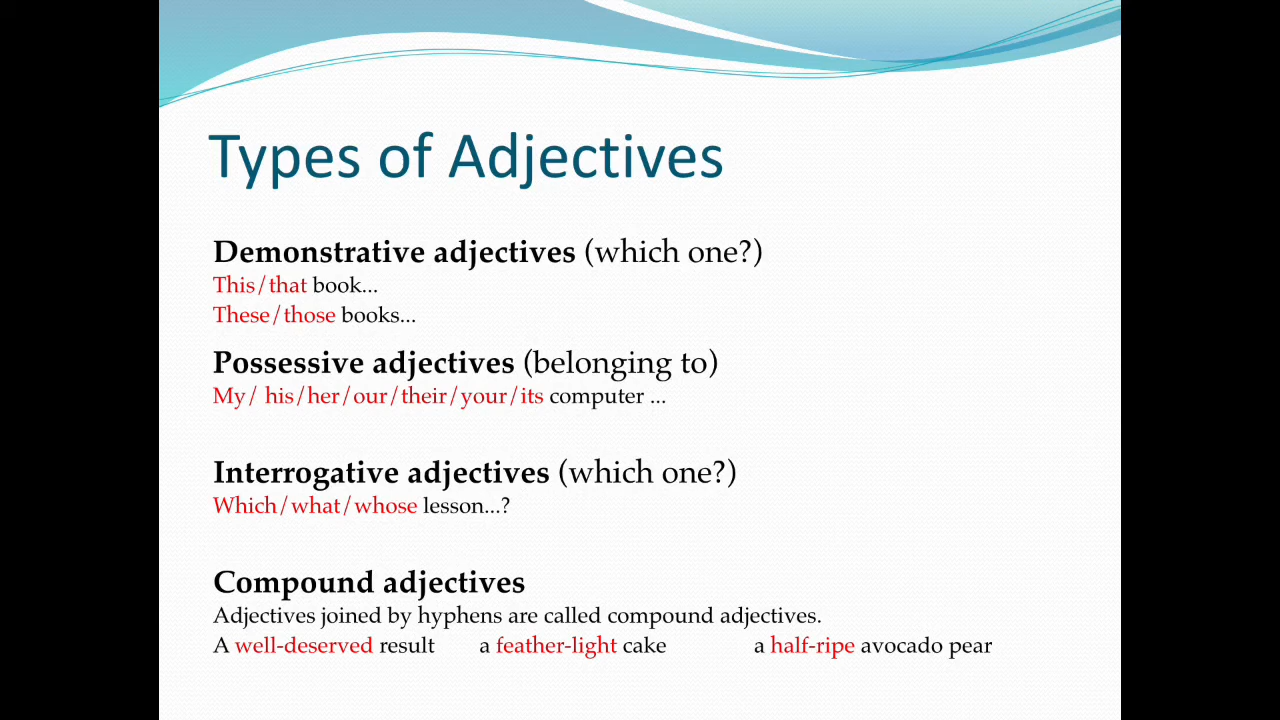 Types of Adjectives
Demonstrative adjectives (which one?)
This/that book...
These/those books...
Possessive adjectives (belonging to)
My/ his/her/our/their/your/its computer ...
Interrogative adjectives (which one?)
Which/what/whose lesson...?
Compound adjectives
Adjectives joined by hyphens are called compound adjectives.
A well-deserved result a feather-light cake a half-ripe avocado pear